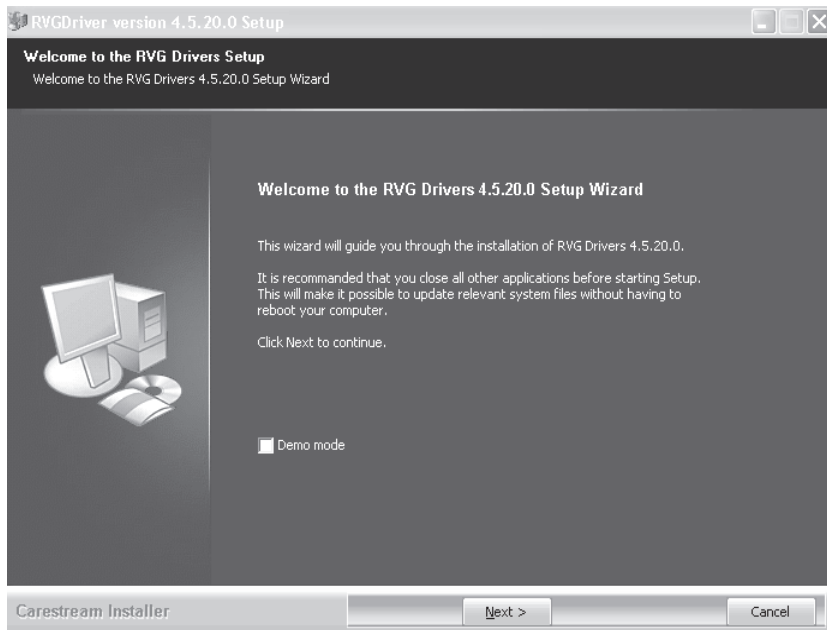 RVGDriver version 4.5.20.0 Setup
Welcome to the RVG Drivers Setup
Welcome to the RVG Drivers 4.5.20.0 Setup Wizard
Welcome to the RVG Drivers 4.5.20.0 Setup Wizard
This wizard will guide you through the installation of RVG Drivers 4.5.20.0.
It is recommanded that you close all other applications before starting Setup.
This will make it possible to update relevant system files without having to
reboot your computer.
Click Next to continue.
Demo mode
Carestream Installer
Next >
Cancel